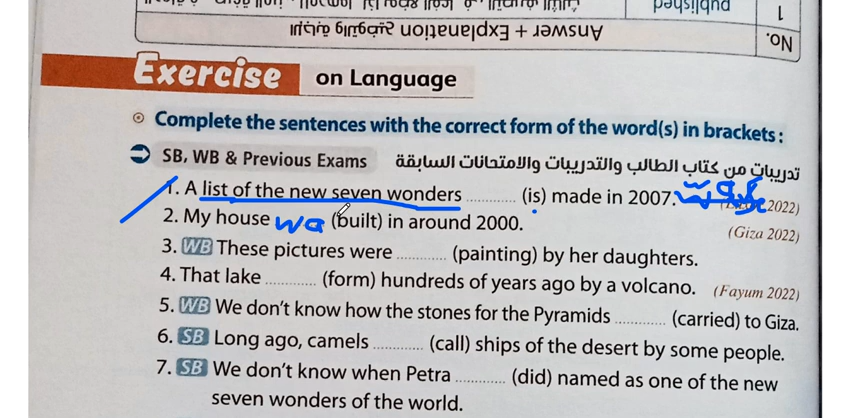 1 published
No. Answer + Explanation
Exercise on Language
Complete the sentences with the correct form of the word(s) in brackets :
SB, WB & Previous Exams تدريبات من كتاب الطالب والتدريبات والامتحانات السابقة
1. A list of the new seven wonders ............ (is) made in 2007. 2022)
2. My house wa (built) in around 2000. (Giza 2022)
3. WB These pictures were ............ (painting) by her daughters.
4. That lake ............ (form) hundreds of years ago by a volcano. (Fayum 2022)
5. WB We don't know how the stones for the Pyramids ............ (carried) to Giza.
6. SB Long ago, camels ............ (call) ships of the desert by some people.
7. SB We don't know when Petra ............ (did) named as one of the new
seven wonders of the world.